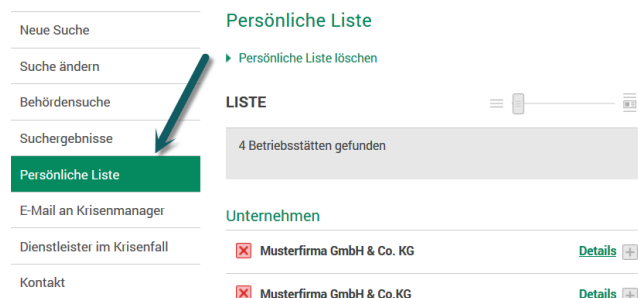 Neue Suche
Suche ändern
Behördensuche
Suchergebnisse
Persönliche Liste
E-Mail an Krisenmanager
Dienstleister im Krisenfall
Kontakt
Persönliche Liste
Persönliche Liste löschen
LISTE
4 Betriebsstätten gefunden
Unternehmen
Musterfirma GmbH & Co. KG Details
Musterfirma GmbH & Co.KG Details